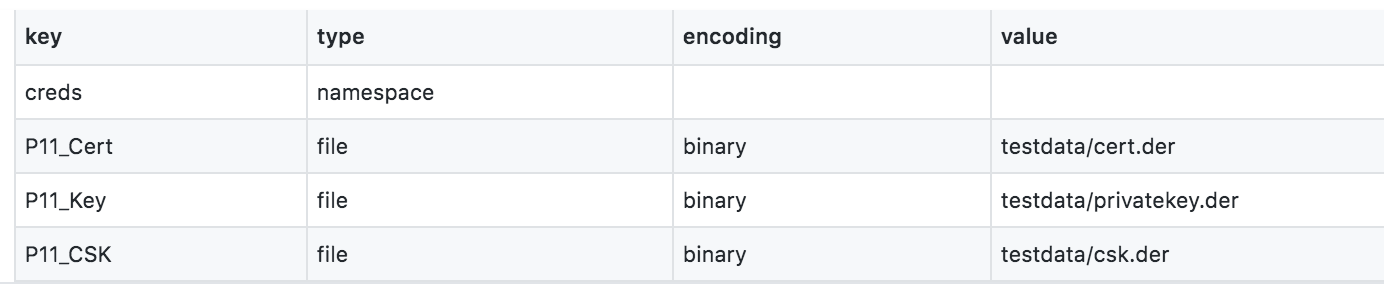 key type encoding value
creds namespace
P11_Cert file binary testdata/cert.der
P11_Key file binary testdata/privatekey.der
P11_CSK file binary testdata/csk.der